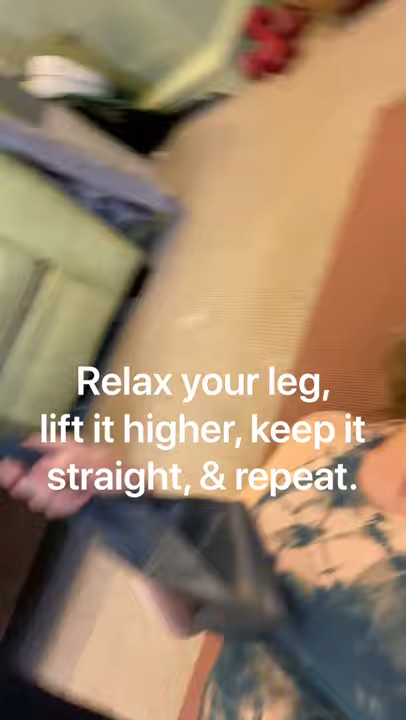 Relax your leg,
lift it higher, keep it
straight, & repeat.